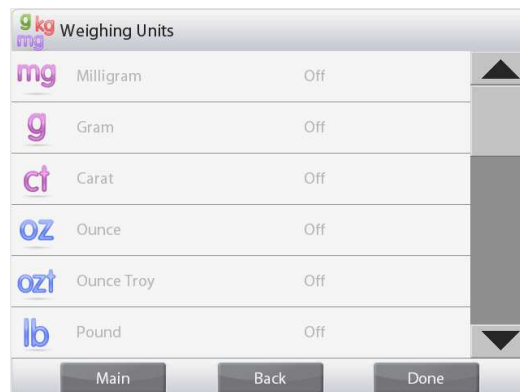 g kg mg Weighing Units
mg Milligram Off
g Gram Off
ct Carat Off
oz Ounce Off
ozt Ounce Troy Off
lb Pound Off
Main Back Done